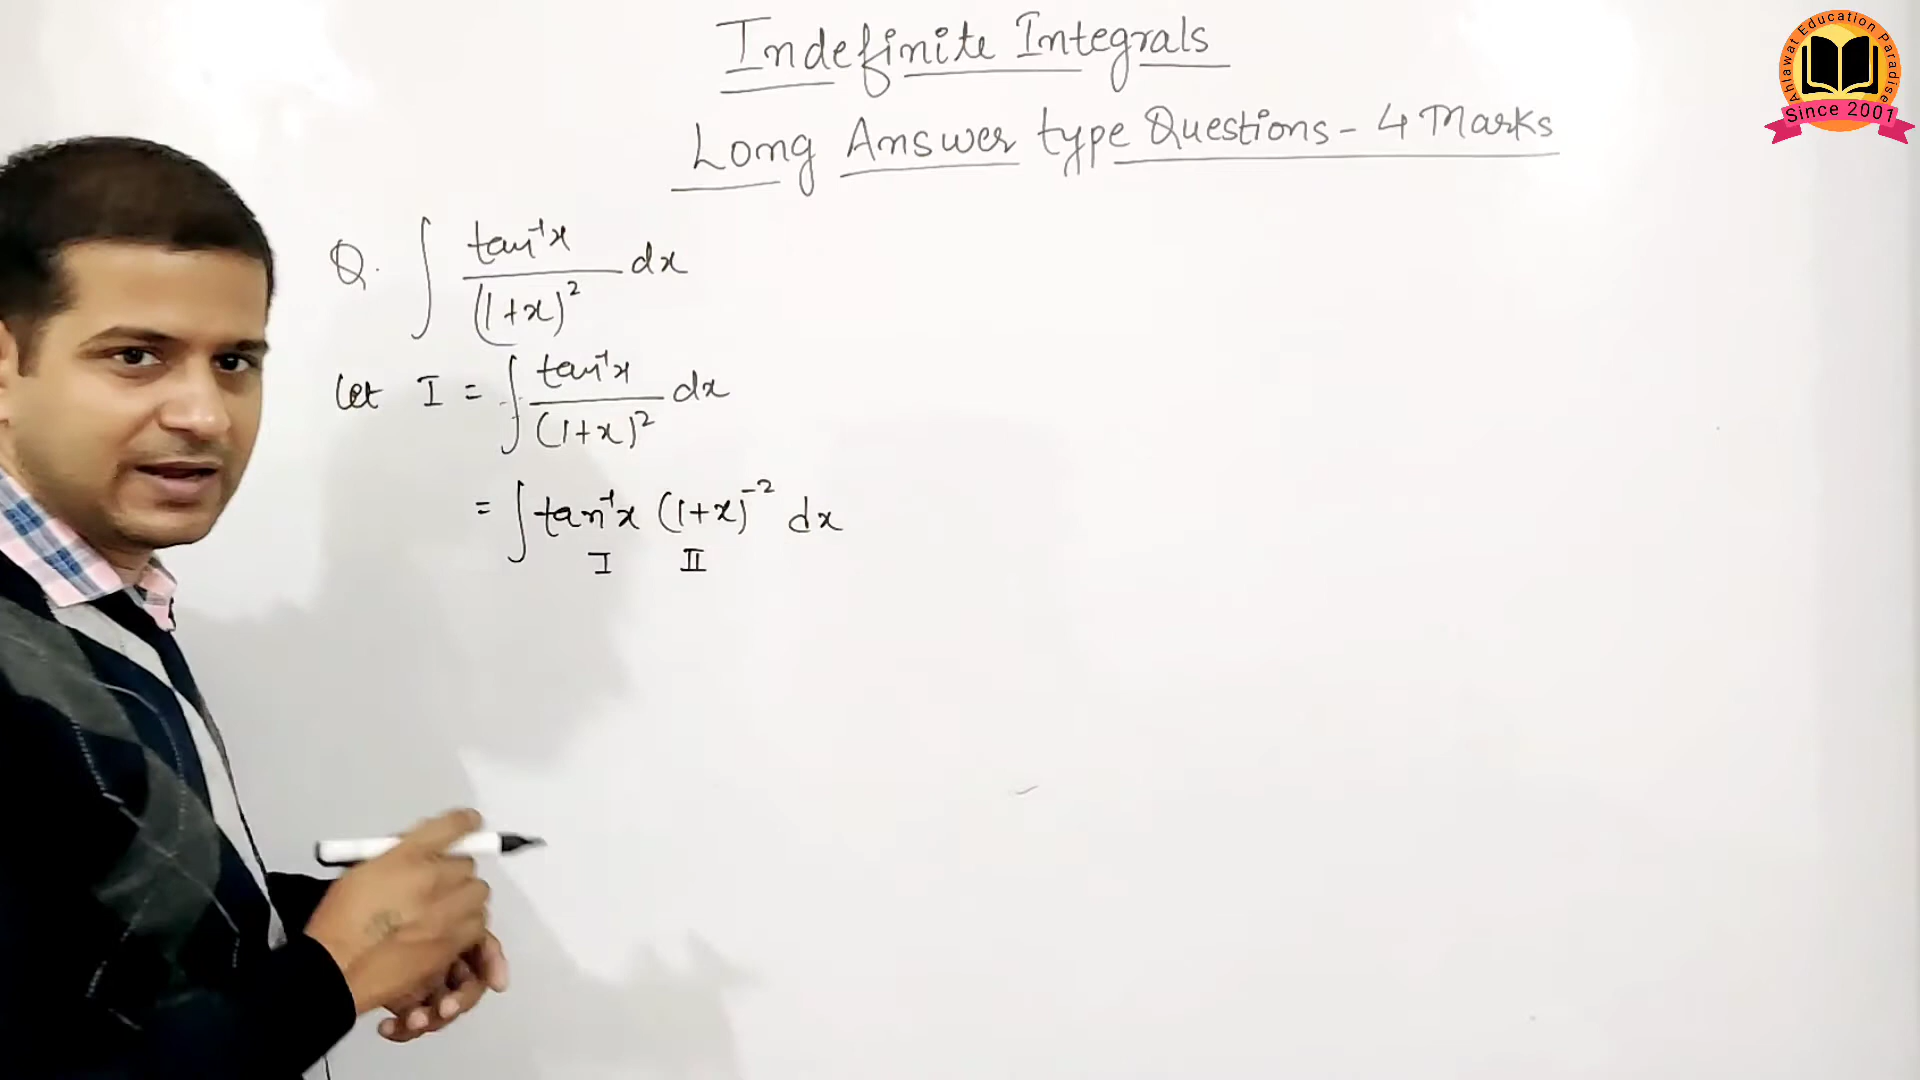 Indefinite Integrals
Long Answer type Questions - 4 Marks
Q. ∫ tan⁻¹x / (1+x)² dx
Let I = ∫ tan⁻¹x / (1+x)² dx
= ∫ tan⁻¹x (1+x)⁻² dx
I II
Ahlawat Education Paradise
Since 2001